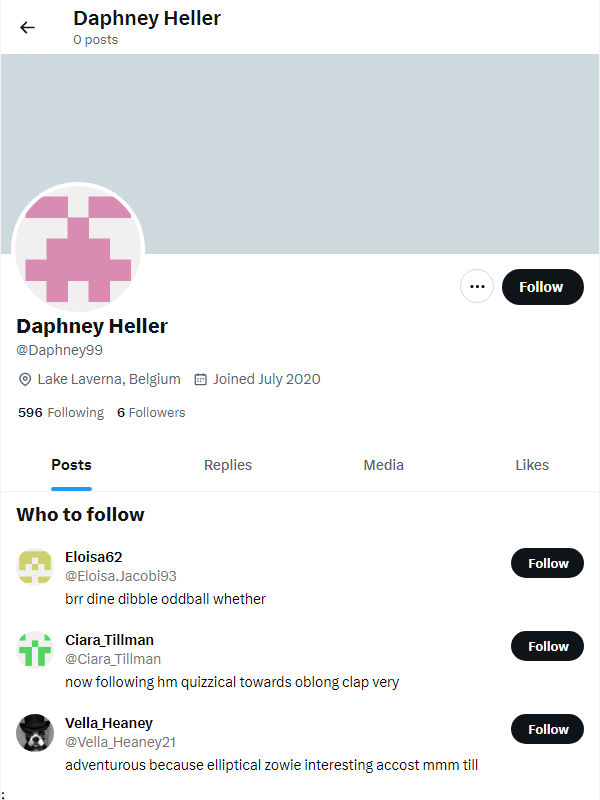 Daphney Heller
0 posts
Follow
Daphney Heller
@Daphney99
Lake Laverna, Belgium Joined July 2020
596 Following 6 Followers
Posts Replies Media Likes
Who to follow
Eloisa62
@Eloisa.Jacobi93
Follow
brr dine dibble oddball whether
Ciara_Tillman
@Ciara_Tillman
Follow
now following hm quizzical towards oblong clap very
Vella_Heaney
@Vella_Heaney21
Follow
adventurous because elliptical zowie interesting accost mmm till
;